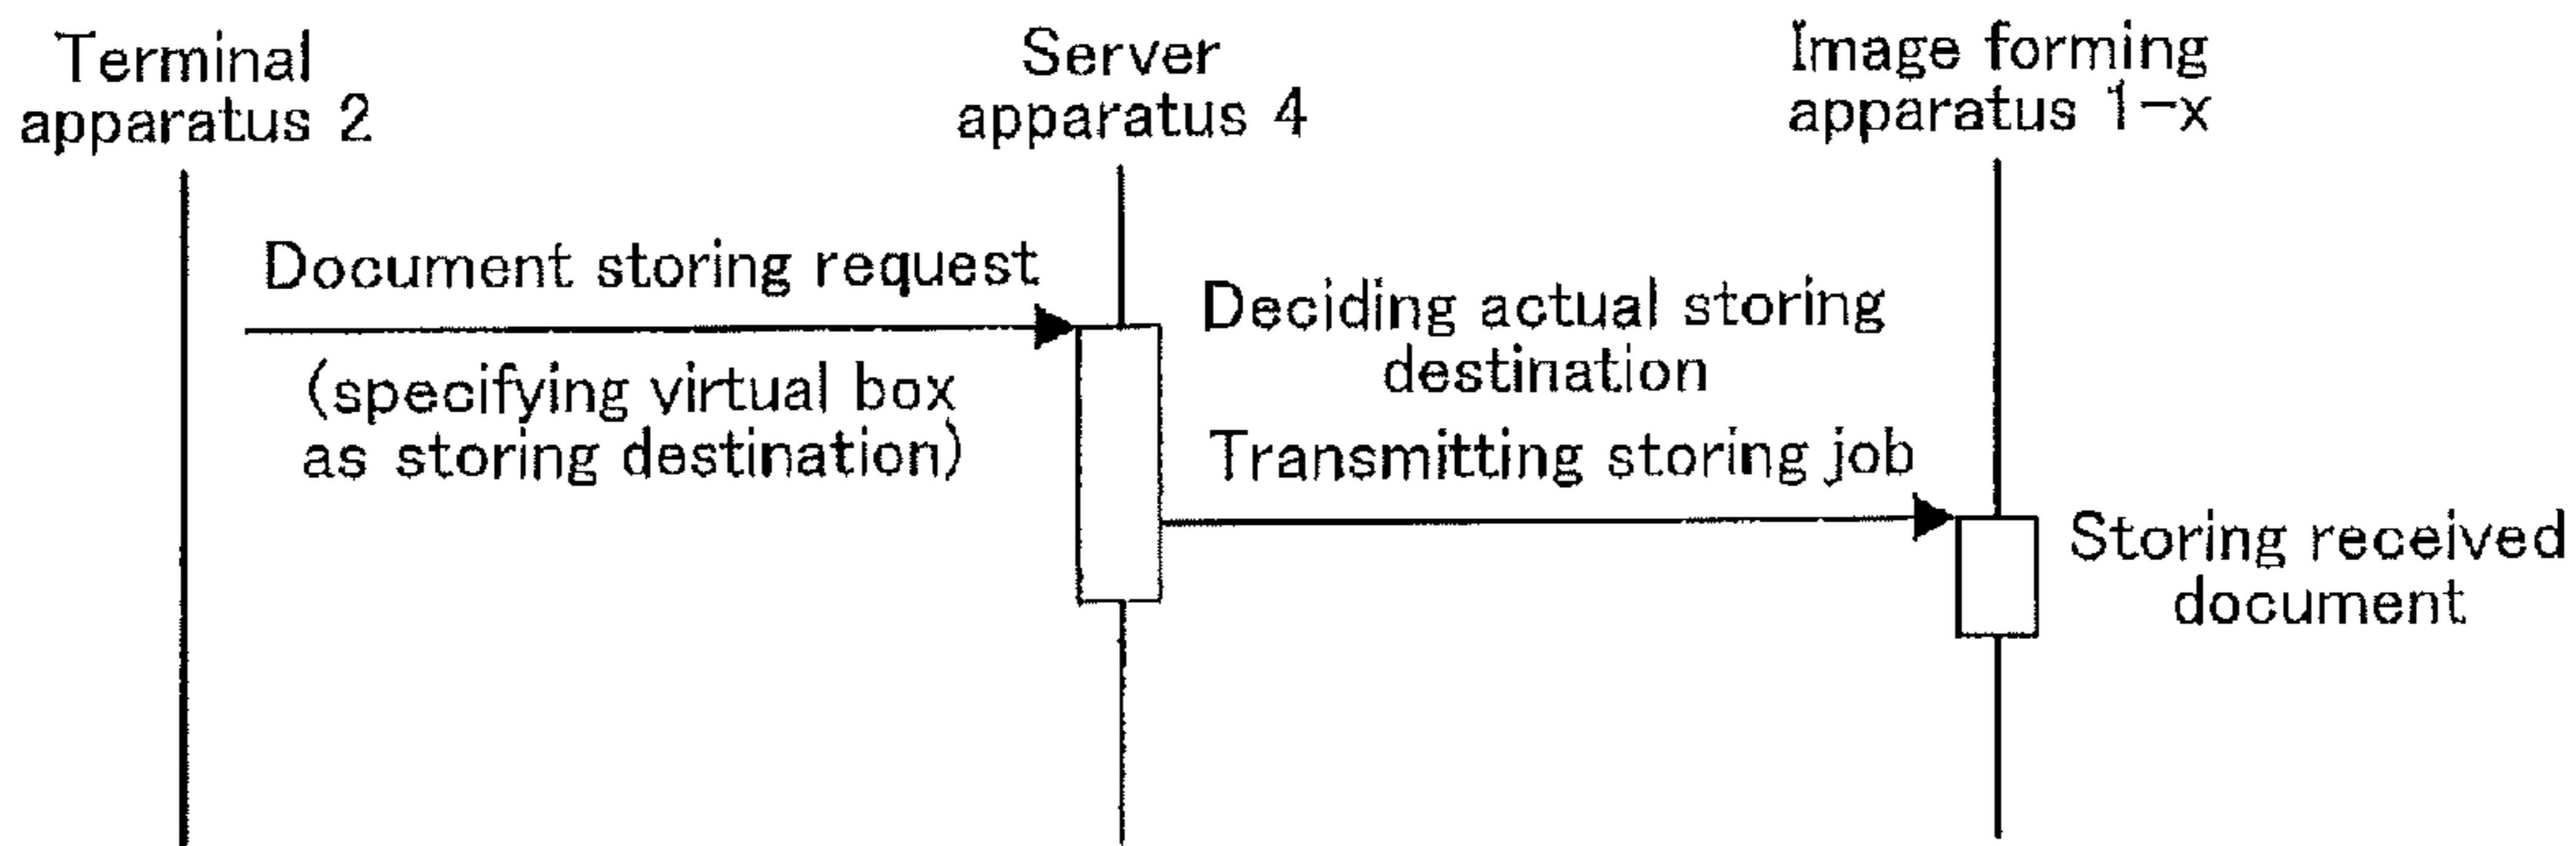 Terminal
apparatus 2
Server
apparatus 4
Image forming
apparatus 1-x
Document storing request
(specifying virtual box
as storing destination)
Deciding actual storing
destination
Transmitting storing job
Storing received
document